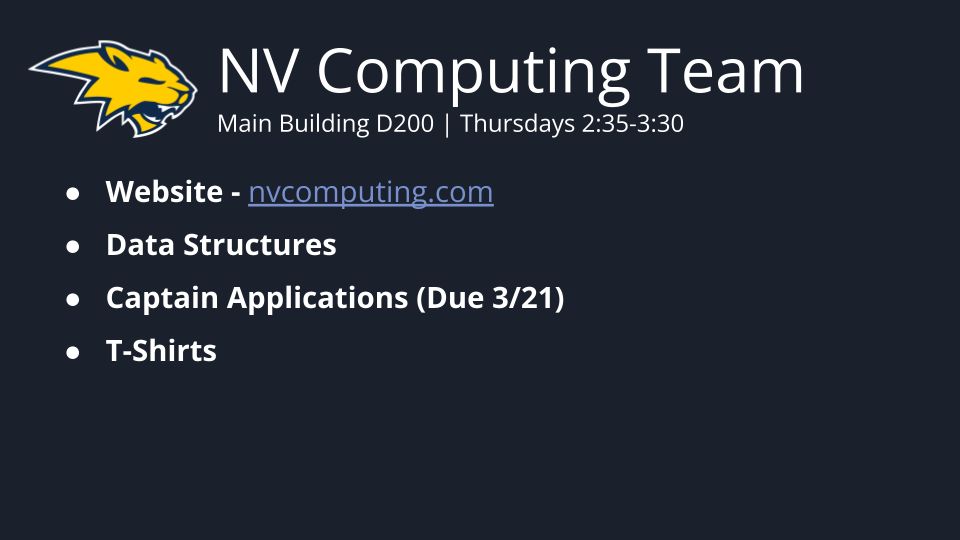 NV Computing Team
Main Building D200 | Thursdays 2:35-3:30
● Website - nvcomputing.com
● Data Structures
● Captain Applications (Due 3/21)
● T-Shirts